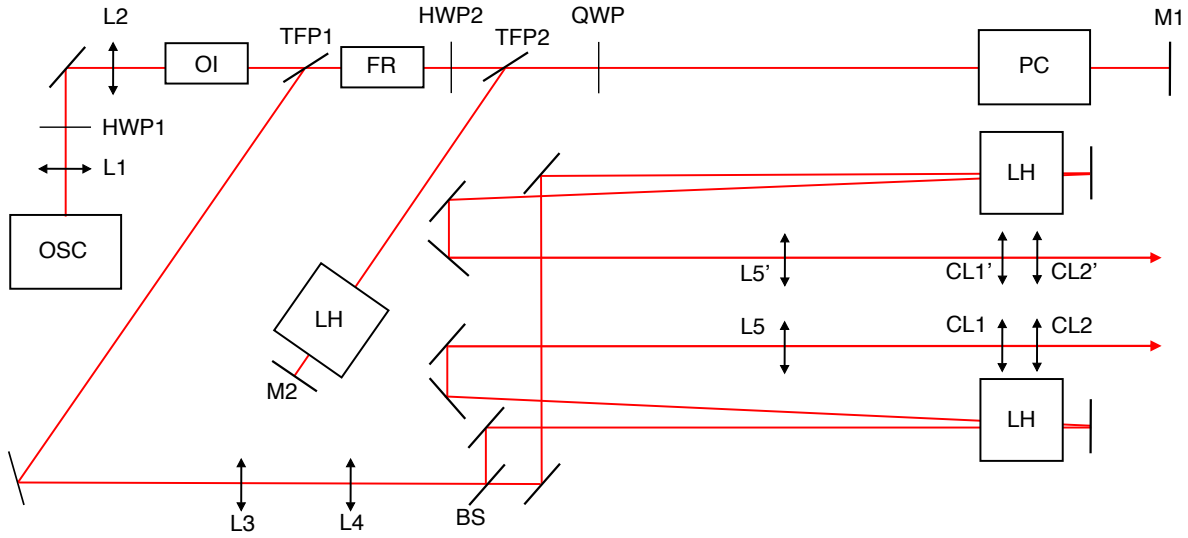 L2
HWP2
QWP
M1
TFP1
TFP2
OI
FR
PC
HWP1
L1
LH
OSC
L5’
CL1’
CL2’
LH
L5
CL1
CL2
M2
LH
L3
L4
BS